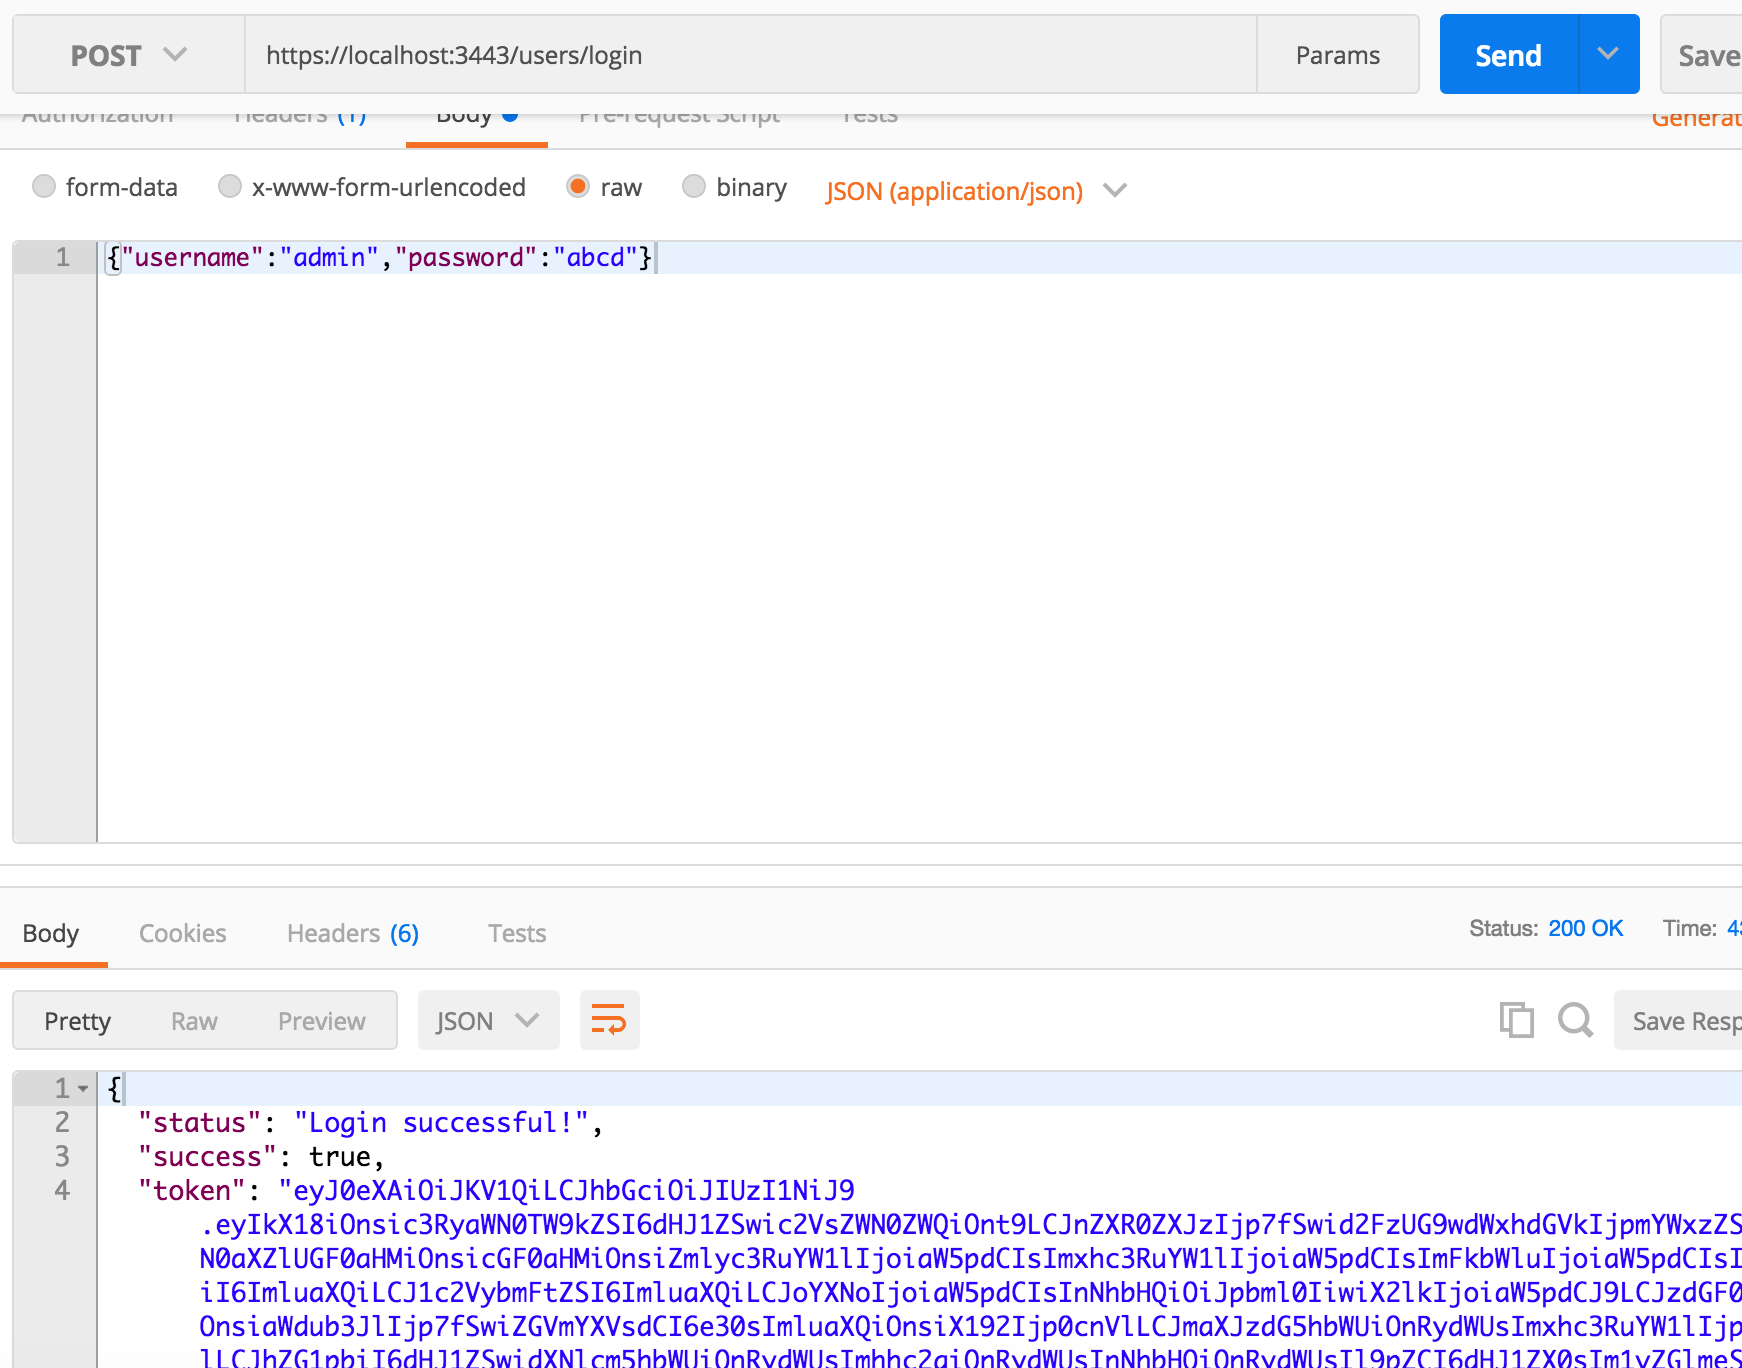 POST https://localhost:3443/users/login Params Send Save
Authorization Headers (1) Body Pre-request Script Tests Generat
form-data x-www-form-urlencoded raw binary JSON (application/json)
1 {"username":"admin","password":"abcd"}
Body Cookies Headers (6) Tests Status: 200 OK Time: 43
Pretty Raw Preview JSON Save Resp
1 {
2 "status": "Login successful!",
3 "success": true,
4 "token": "eyJ0eXAiOiJKV1QiLCJhbGciOiJIUzI1NiJ9
.eyIkX18iOnsic3RyaWN0TW9kZSI6dHJ1ZSwic2VsZWN0ZWQiOnt9LCJnZXR0ZXJzIjp7fSwid2FzUG9wdWxhdGVkIjpmYWxzZS
N0aXZlUGF0aHMiOnsicGF0aHMiOnsiZmlyc3RuYW1lIjoiaW5pdCIsImxhc3RuYW1lIjoiaW5pdCIsImFkbWluIjoiaW5pdCIsI
iI6ImluaXQiLCJ1c2VybmFtZSI6ImluaXQiLCJoYXNoIjoiaW5pdCIsInNhbHQiOiJpbml0IiwiX2lkIjoiaW5pdCJ9LCJzdGF0
OnsiaWdub3JlIjp7fSwiZGVmYXVsdCI6e30sImluaXQiOnsiX192Ijp0cnVlLCJmaXJzdG5hbWUiOnRydWUsImxhc3RuYW1lIjp
lLCJhZG1pbiI6dHJ1ZSwidXNlcm5hbWUiOnRydWUsImhhc2giOnRydWUsInNhbHQiOnRydWUsIl9pZCI6dHJ1ZX0sIm1vZGlmeS